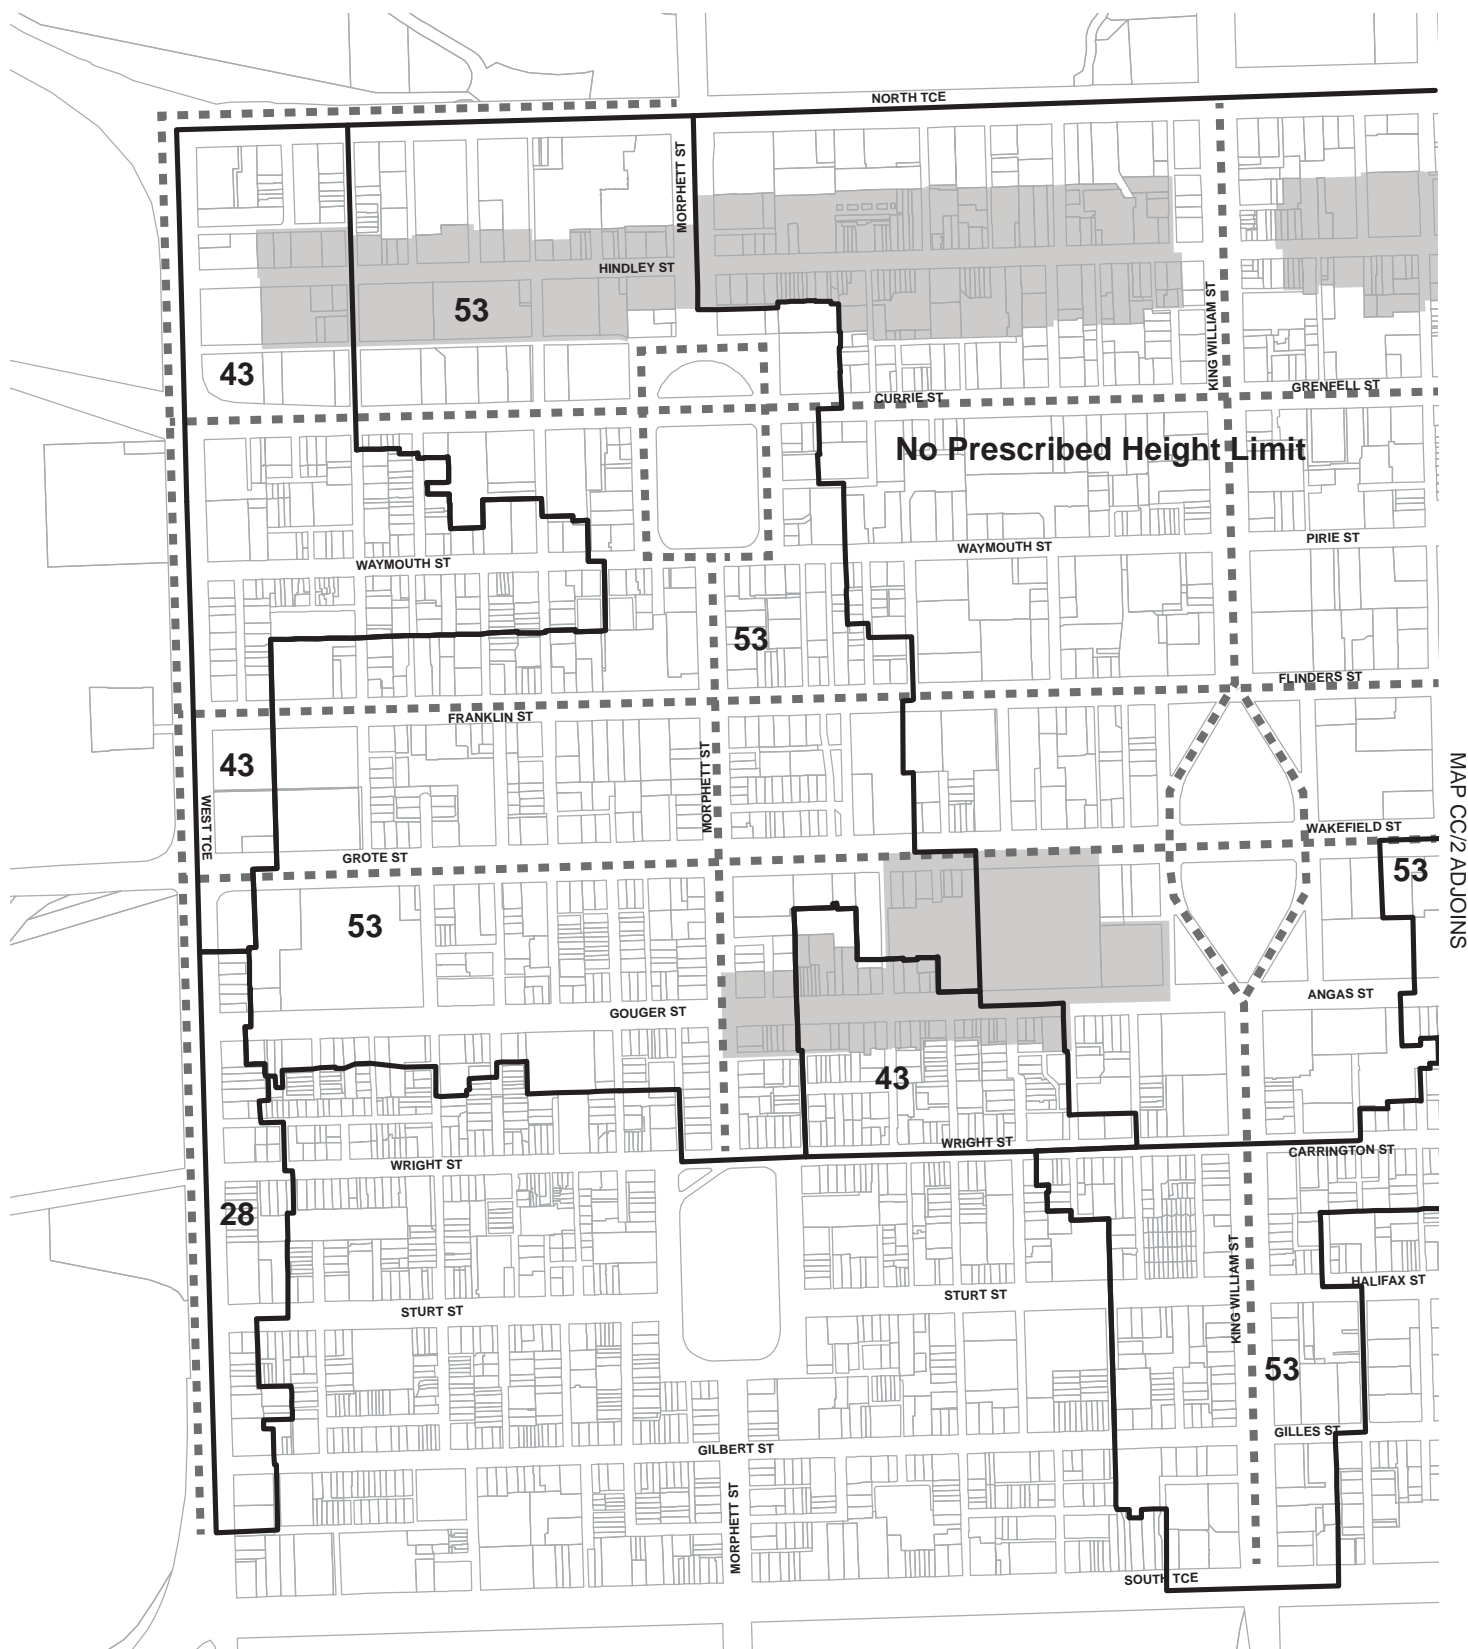 NORTH TCE
MORPHETT ST
HINDLEY ST
53
KING WILLIAM ST
43
GRENFELL ST
CURRIE ST
No Prescribed Height Limit
PIRIE ST
WAYMOUTH ST
WAYMOUTH ST
53
FLINDERS ST
FRANKLIN ST
43
MORPHETT ST
WEST TCE
MAP CC/2 ADJOINS
WAKEFIELD ST
GROTE ST
53
53
ANGAS ST
GOUGER ST
43
WRIGHT ST
CARRINGTON ST
WRIGHT ST
28
KING WILLIAM ST
HALIFAX ST
STURT ST
STURT ST
53
GILLES ST
GILBERT ST
MORPHETT ST
SOUTH TCE